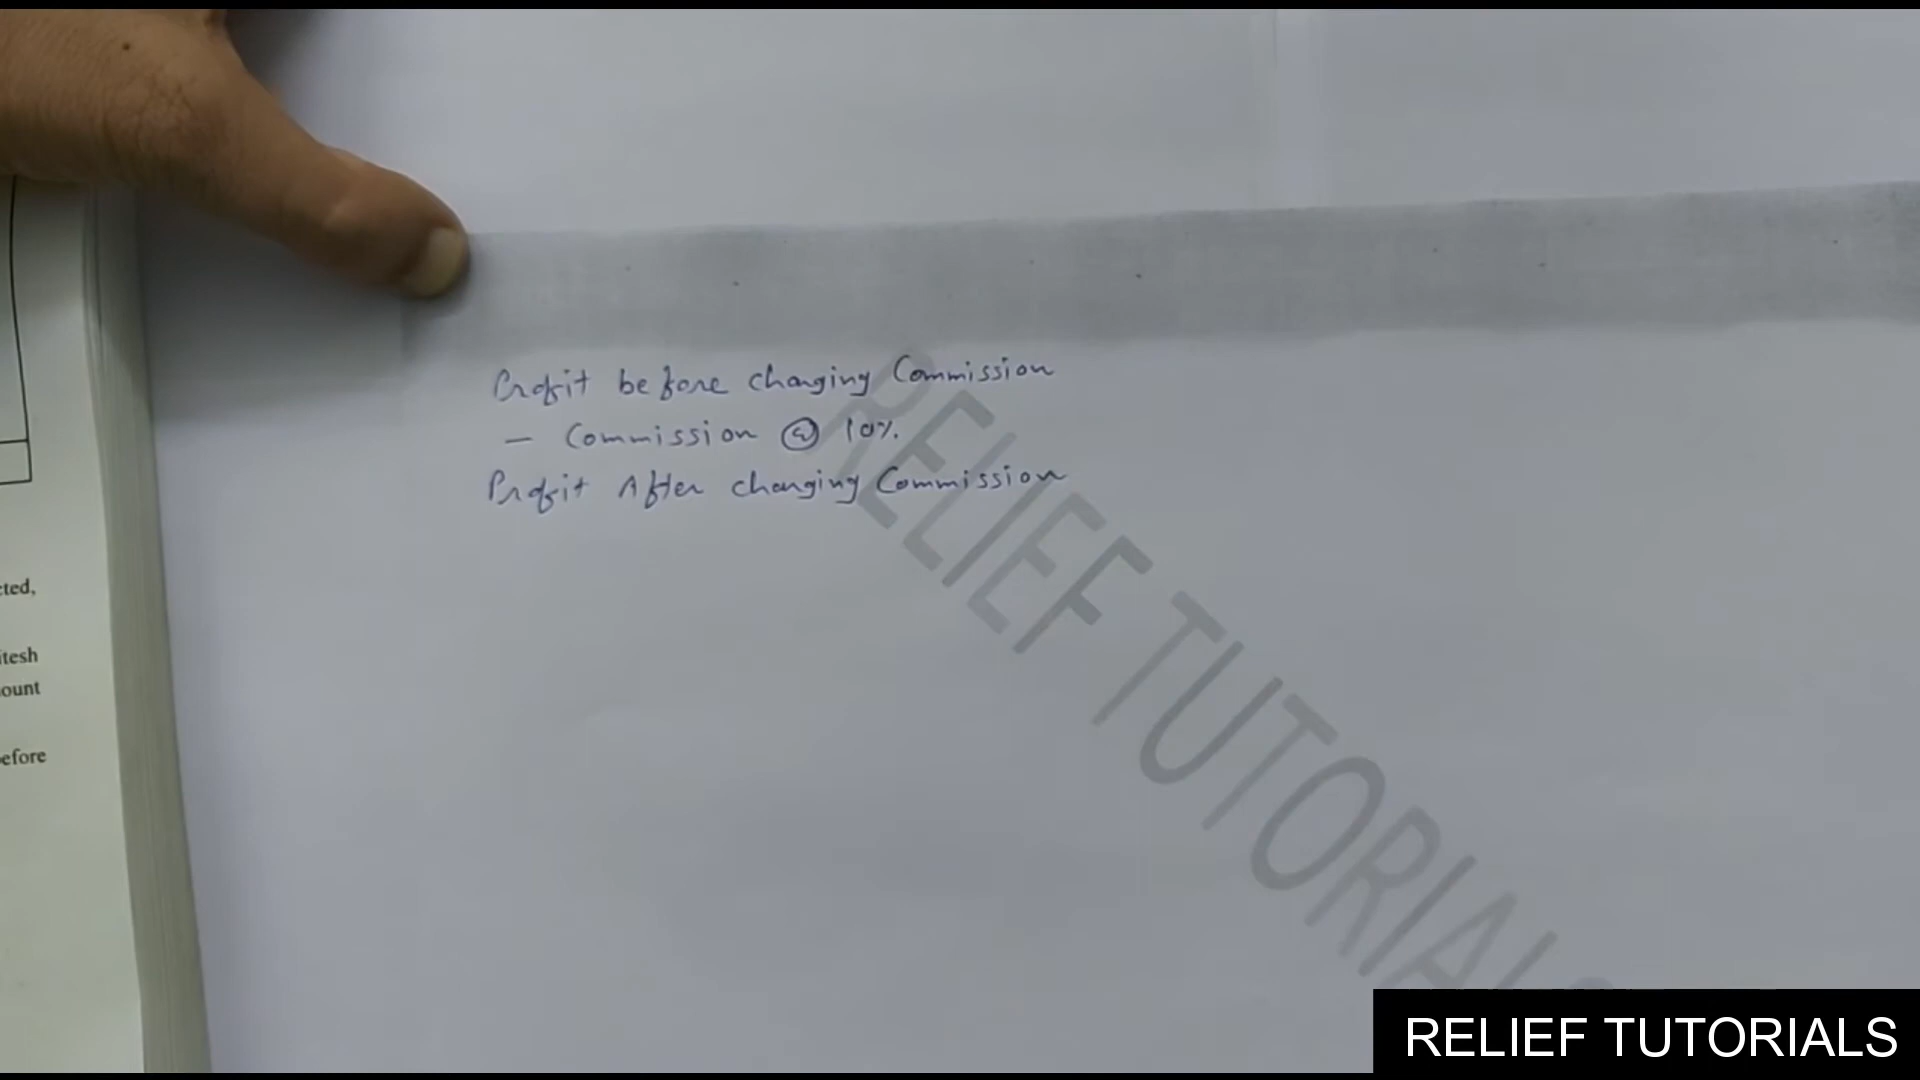 Profit before charging Commission
— Commission @ 10%
Profit After charging Commission
RELIEF TUTORIALS
cted,
itesh
ount
efore
RELIEF TUTORIALS